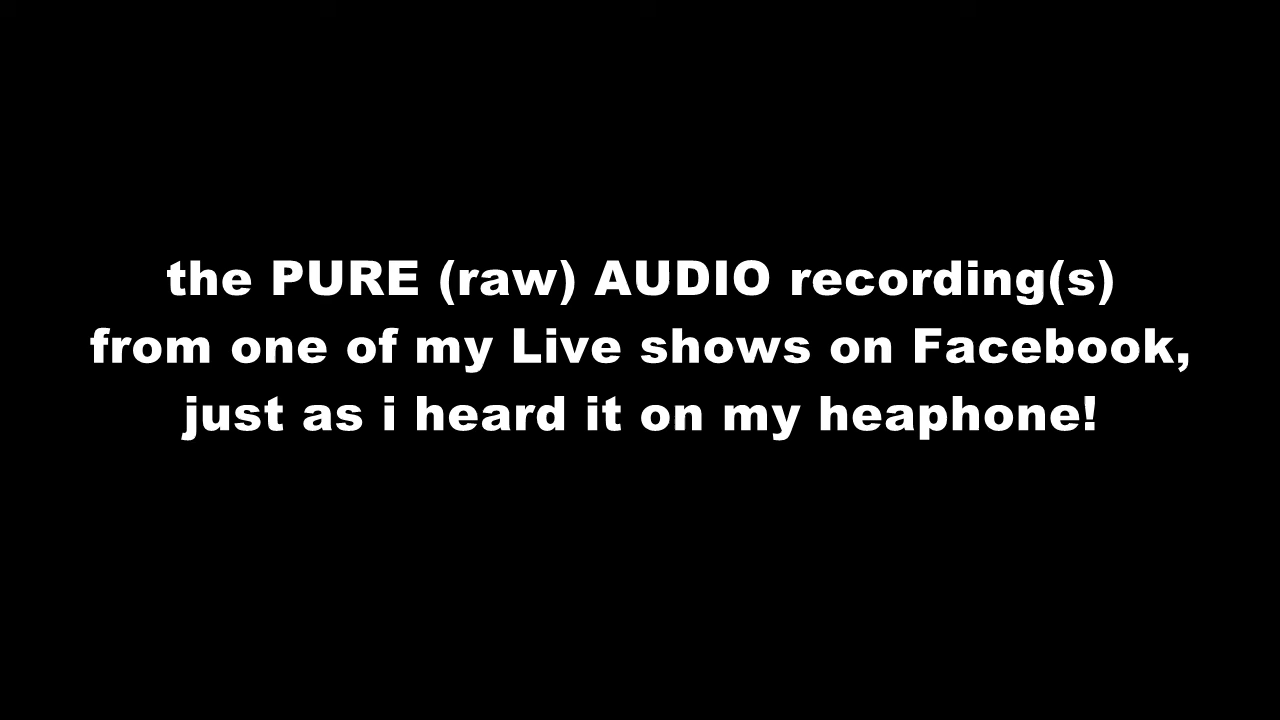 the PURE (raw) AUDIO recording(s)
from one of my Live shows on Facebook,
just as i heard it on my heaphone!